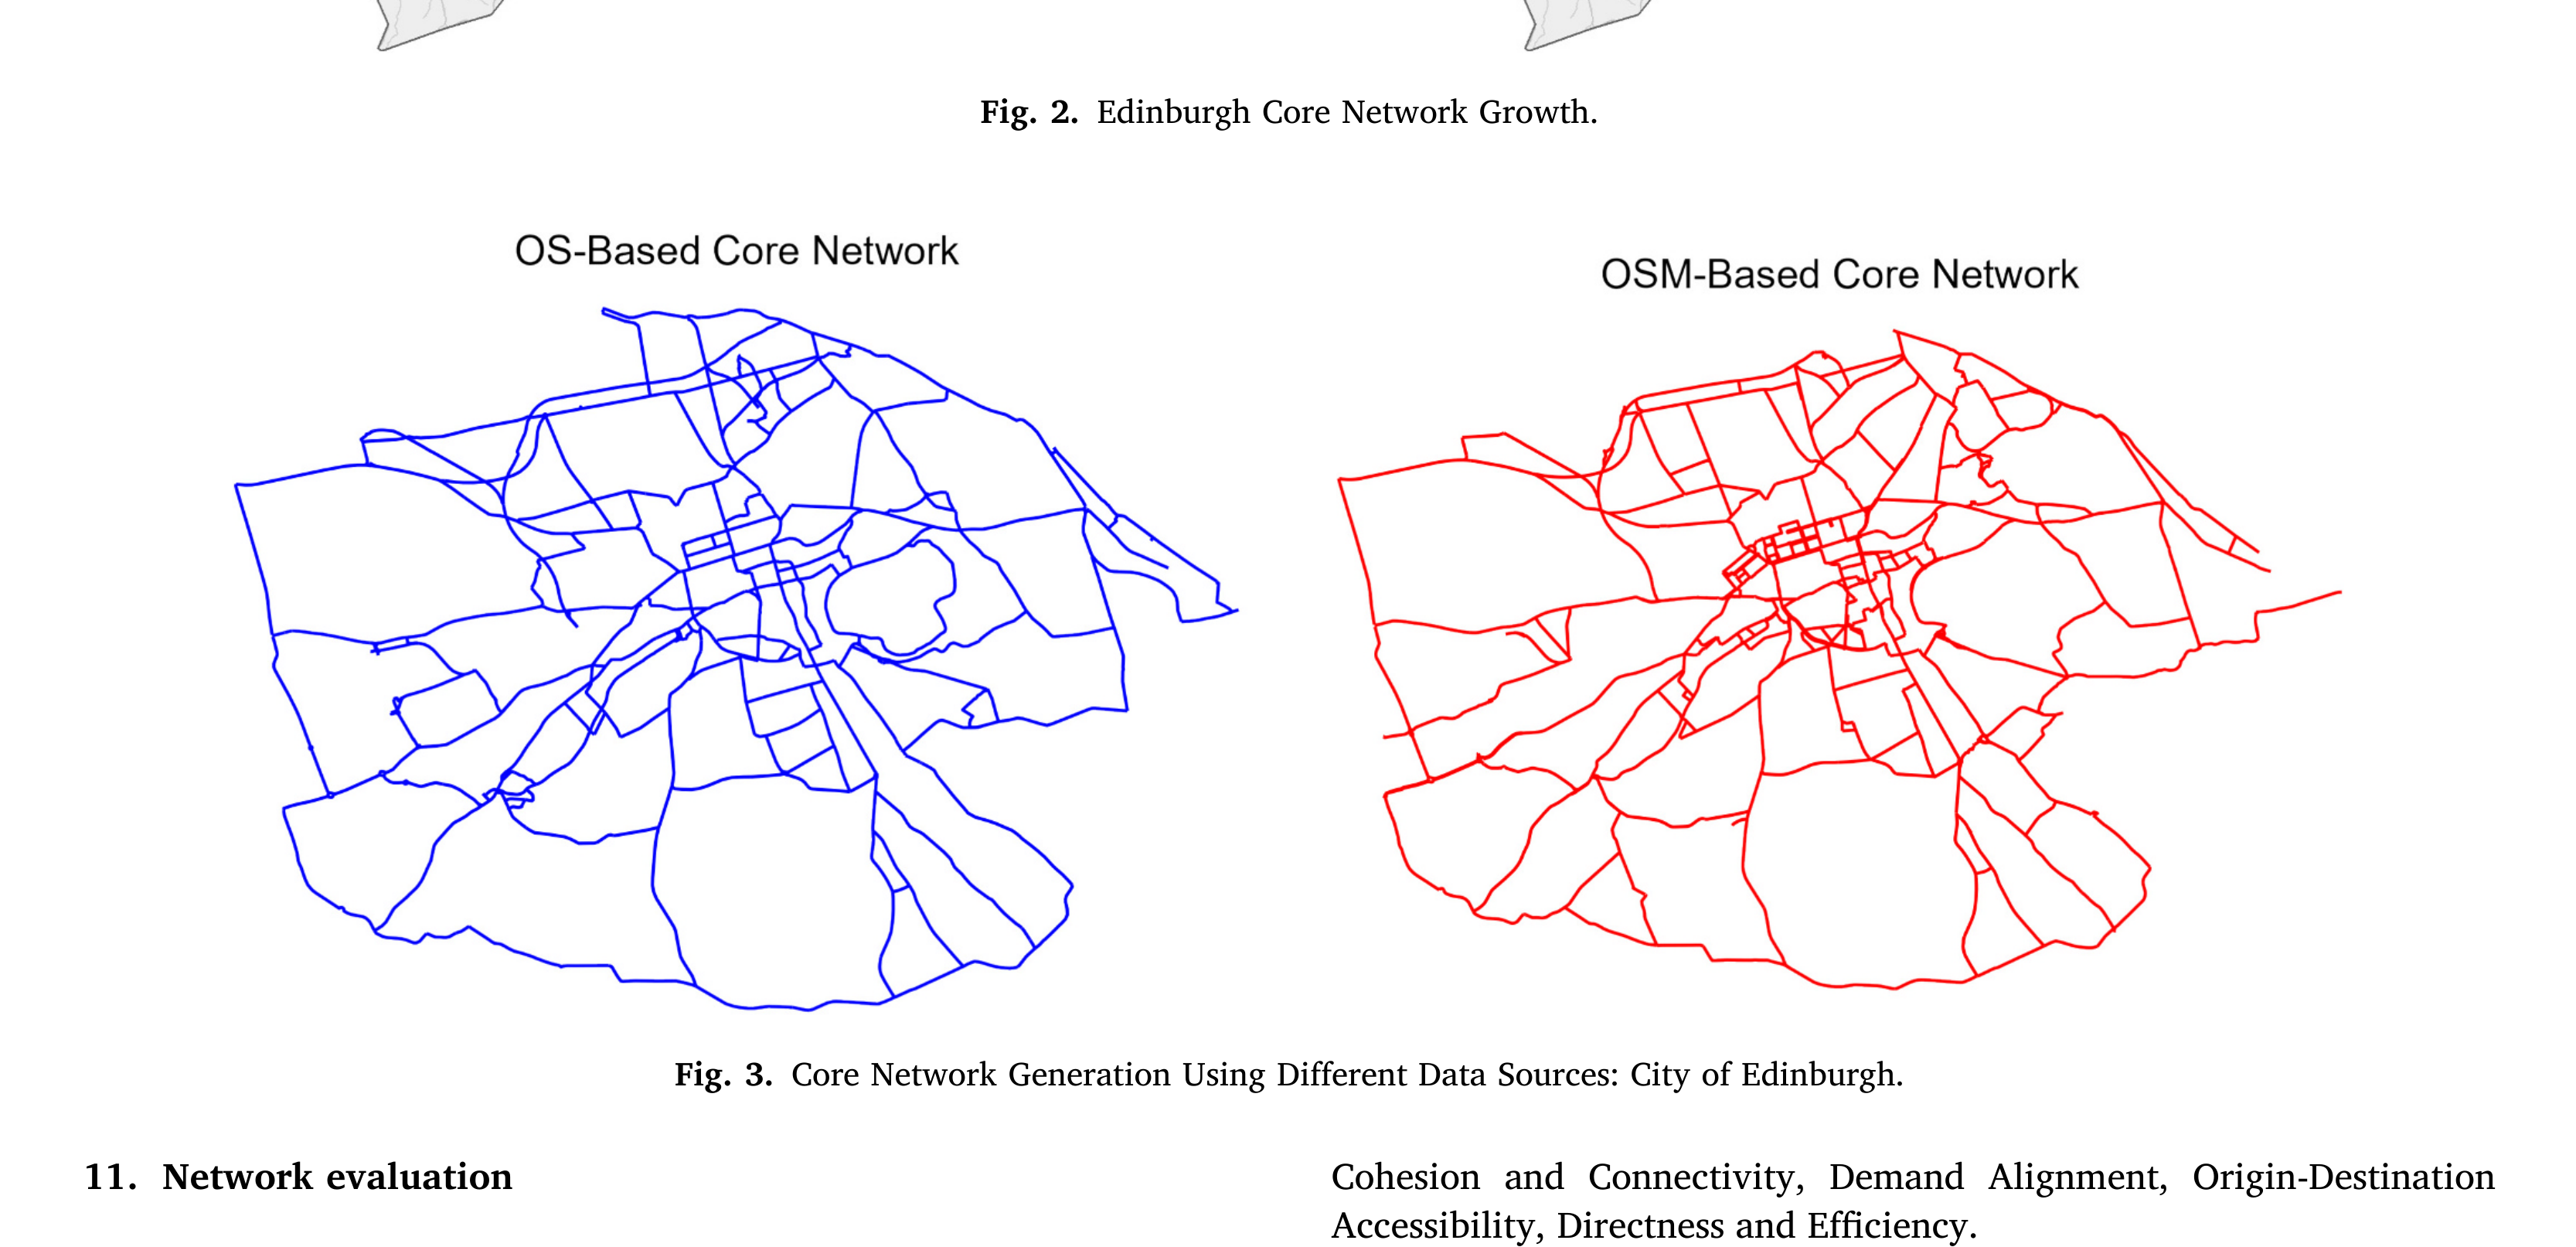 Fig. 2. Edinburgh Core Network Growth.
OS-Based Core Network
OSM-Based Core Network
Fig. 3. Core Network Generation Using Different Data Sources: City of Edinburgh.
11. Network evaluation
Cohesion and Connectivity, Demand Alignment, Origin-Destination
Accessibility, Directness and Efficiency.